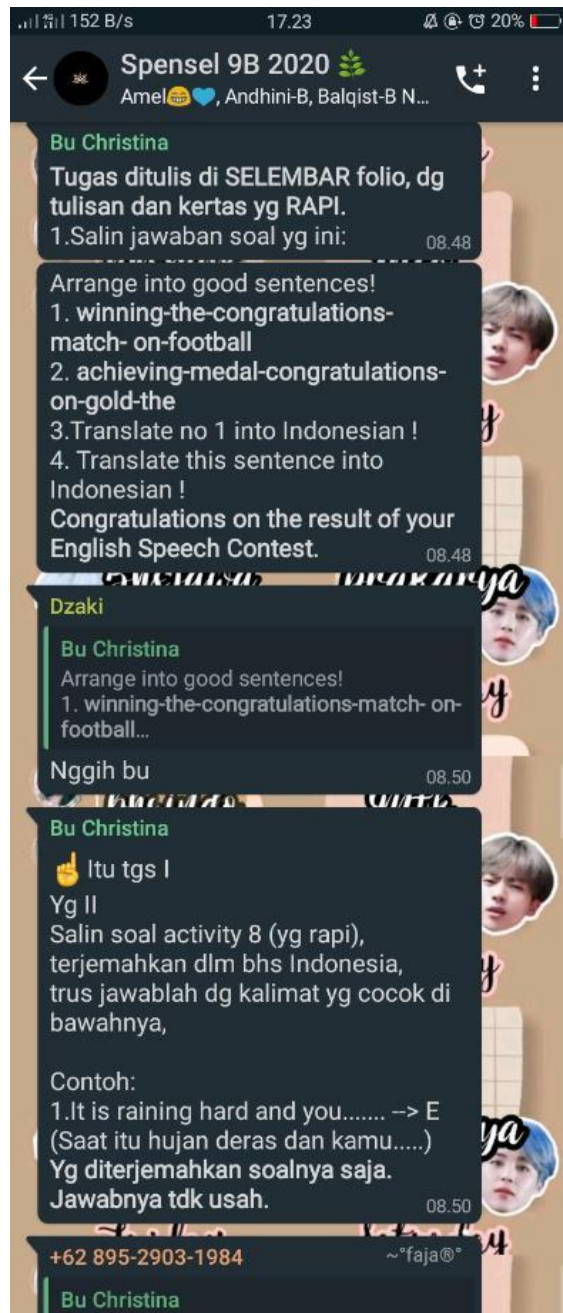 152 B/s 17.23 20%
Spensel 9B 2020 🌿
Amel😂💙, Andhini-B, Balqist-B N...
Bu Christina
Tugas ditulis di SELEMBAR folio, dg
tulisan dan kertas yg RAPI.
1.Salin jawaban soal yg ini:
08.48
Arrange into good sentences!
1. winning-the-congratulations-
match- on-football
2. achieving-medal-congratulations-
on-gold-the
3.Translate no 1 into Indonesian !
4. Translate this sentence into
Indonesian !
Congratulations on the result of your
English Speech Contest.
08.48
Dzaki
Bu Christina
Arrange into good sentences!
1. winning-the-congratulations-match- on-
football...
Nggih bu
08.50
Bu Christina
☝️ Itu tgs I
Yg II
Salin soal activity 8 (yg rapi),
terjemahkan dlm bhs Indonesia,
trus jawablah dg kalimat yg cocok di
bawahnya,
Contoh:
1.It is raining hard and you....... --> E
(Saat itu hujan deras dan kamu.....)
Yg diterjemahkan soalnya saja.
Jawabnya tdk usah.
08.50
+62 895-2903-1984 ~°faja®°
Bu Christina